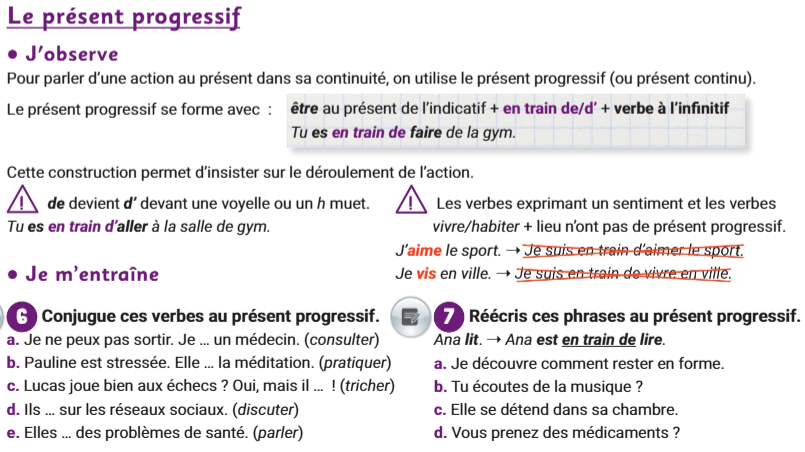 Le présent progressif
• J'observe
Pour parler d'une action au présent dans sa continuité, on utilise le présent progressif (ou présent continu).
Le présent progressif se forme avec : être au présent de l'indicatif + en train de/d' + verbe à l'infinitif
Tu es en train de faire de la gym.
Cette construction permet d'insister sur le déroulement de l'action.
! de devient d' devant une voyelle ou un h muet.
Tu es en train d'aller à la salle de gym.
! Les verbes exprimant un sentiment et les verbes
vivre/habiter + lieu n'ont pas de présent progressif.
J'aime le sport. → Je suis en train d'aimer le sport.
Je vis en ville. → Je suis en train de vivre en ville.
• Je m'entraîne
6 Conjugue ces verbes au présent progressif.
a. Je ne peux pas sortir. Je ... un médecin. (consulter)
b. Pauline est stressée. Elle ... la méditation. (pratiquer)
c. Lucas joue bien aux échecs ? Oui, mais il ... ! (tricher)
d. Ils ... sur les réseaux sociaux. (discuter)
e. Elles ... des problèmes de santé. (parler)
7 Réécris ces phrases au présent progressif.
Ana lit. → Ana est en train de lire.
a. Je découvre comment rester en forme.
b. Tu écoutes de la musique ?
c. Elle se détend dans sa chambre.
d. Vous prenez des médicaments ?